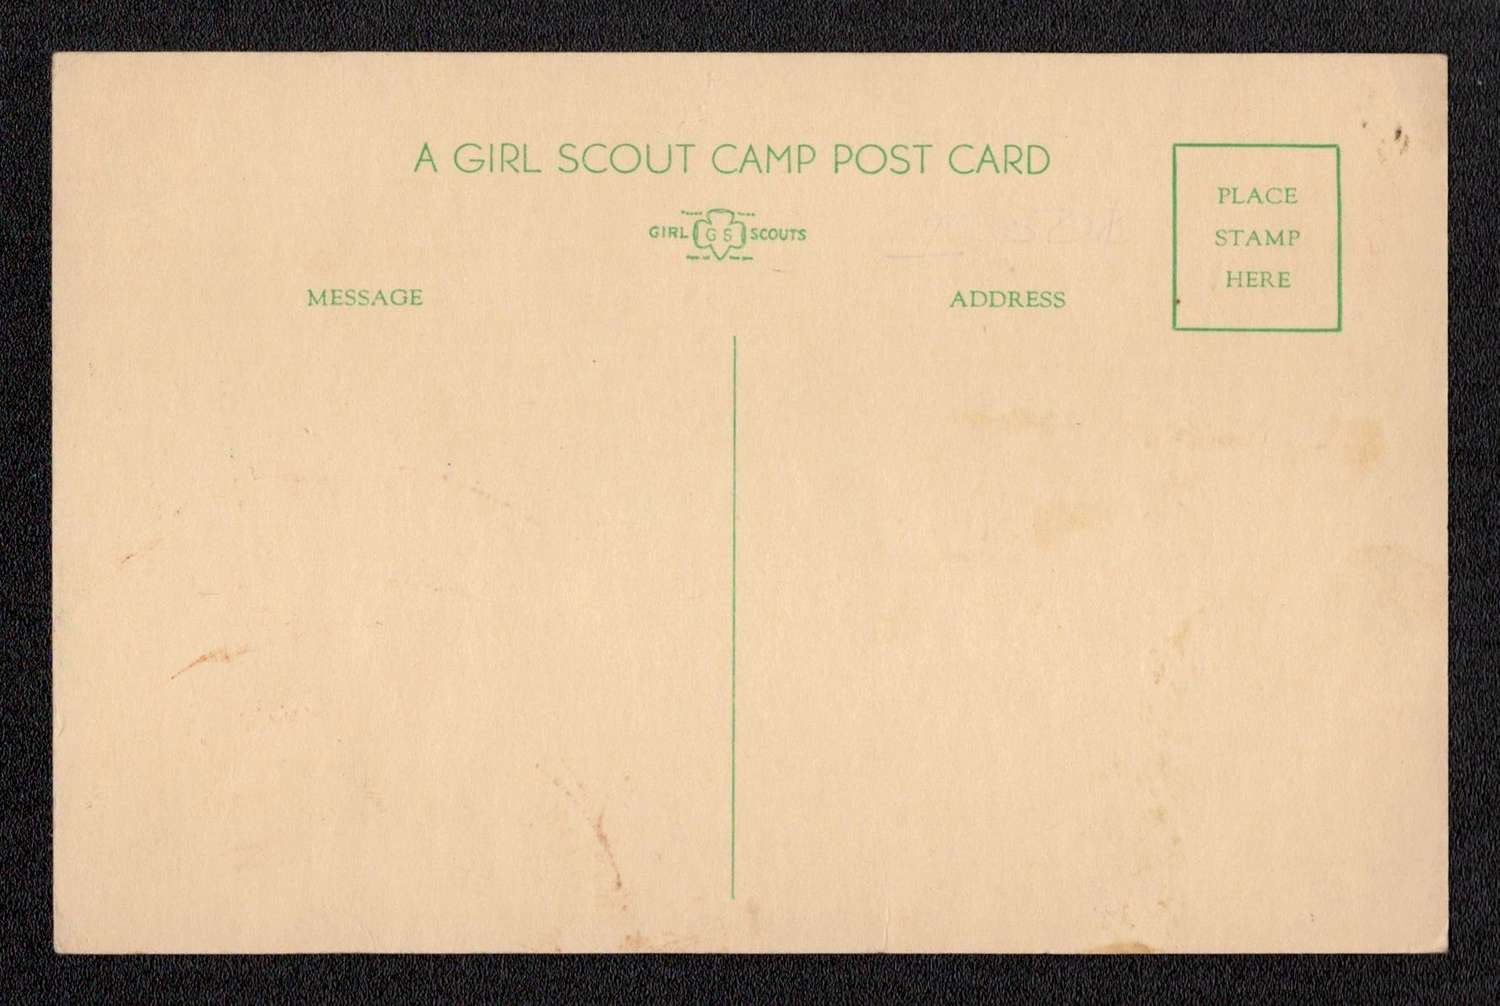 A GIRL SCOUT CAMP POST CARD
GIRL GS SCOUTS
MESSAGE
ADDRESS
PLACE
STAMP
HERE